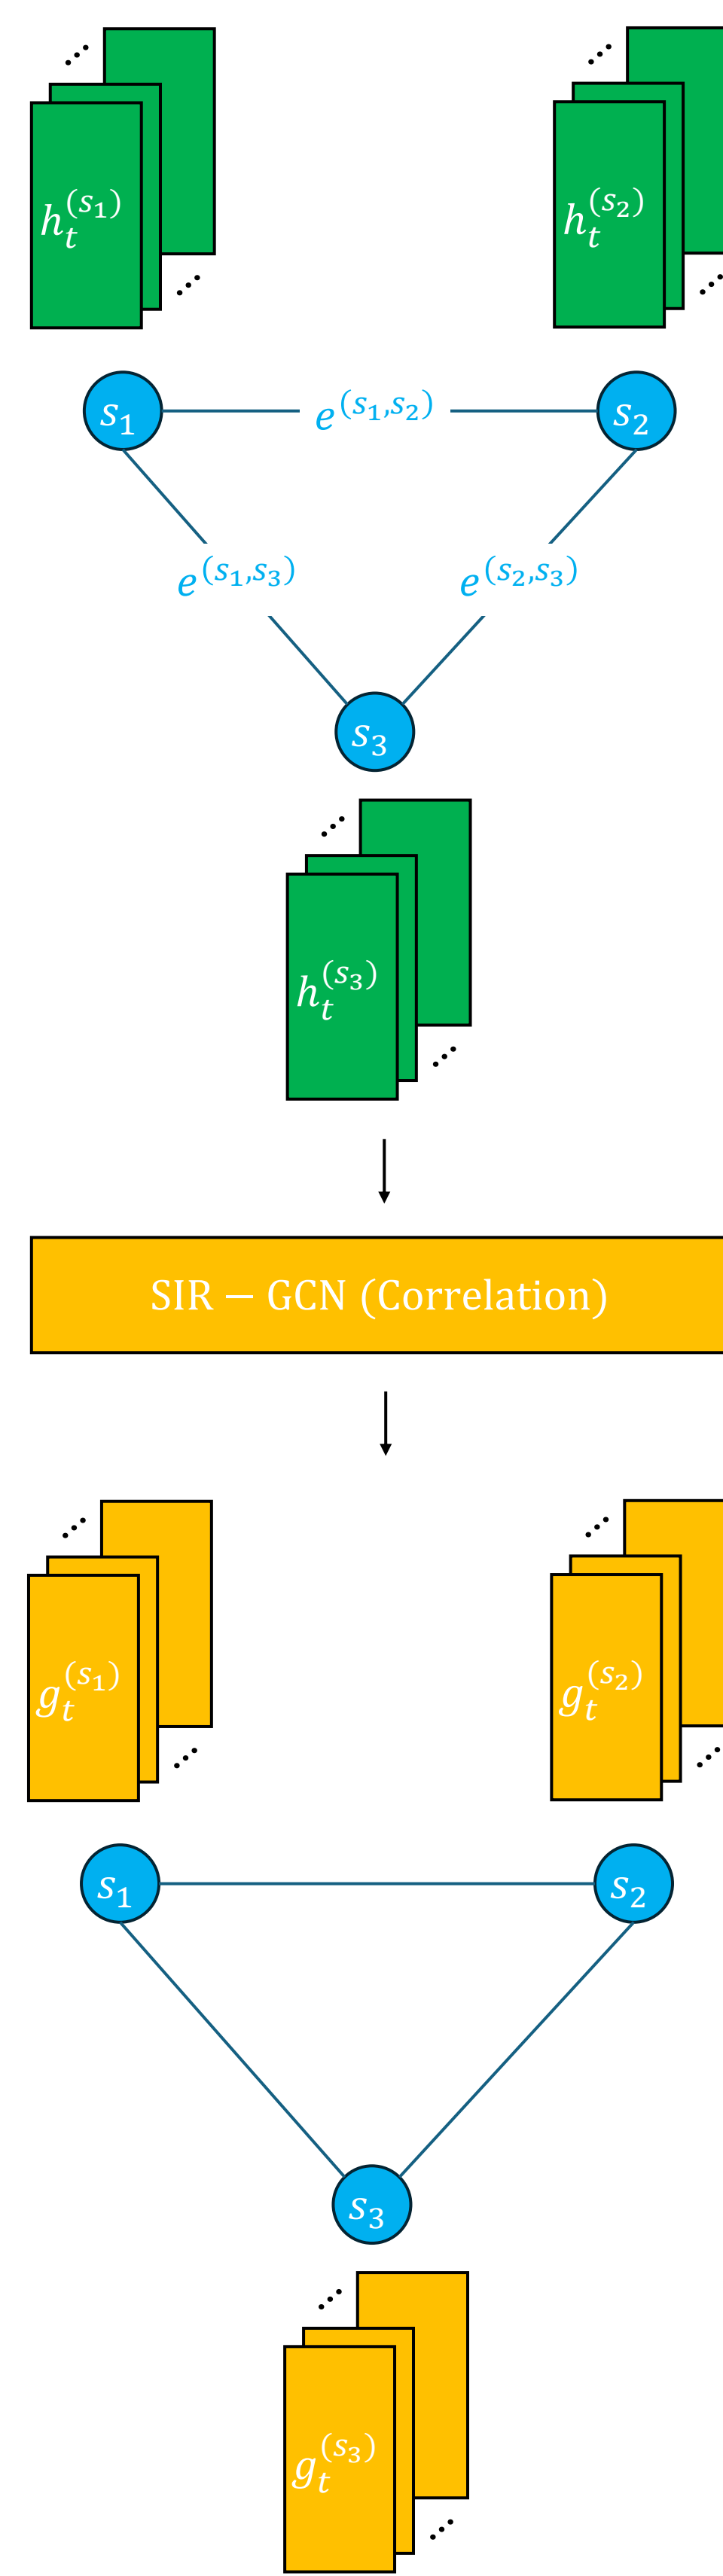 h_t^{(s_1)} h_t^{(s_2)}
s_1 e^{(s_1,s_2)} s_2
e^{(s_1,s_3)} e^{(s_2,s_3)}
s_3
h_t^{(s_3)}
SIR − GCN (Correlation)
g_t^{(s_1)} g_t^{(s_2)}
s_1 s_2
s_3
g_t^{(s_3)}